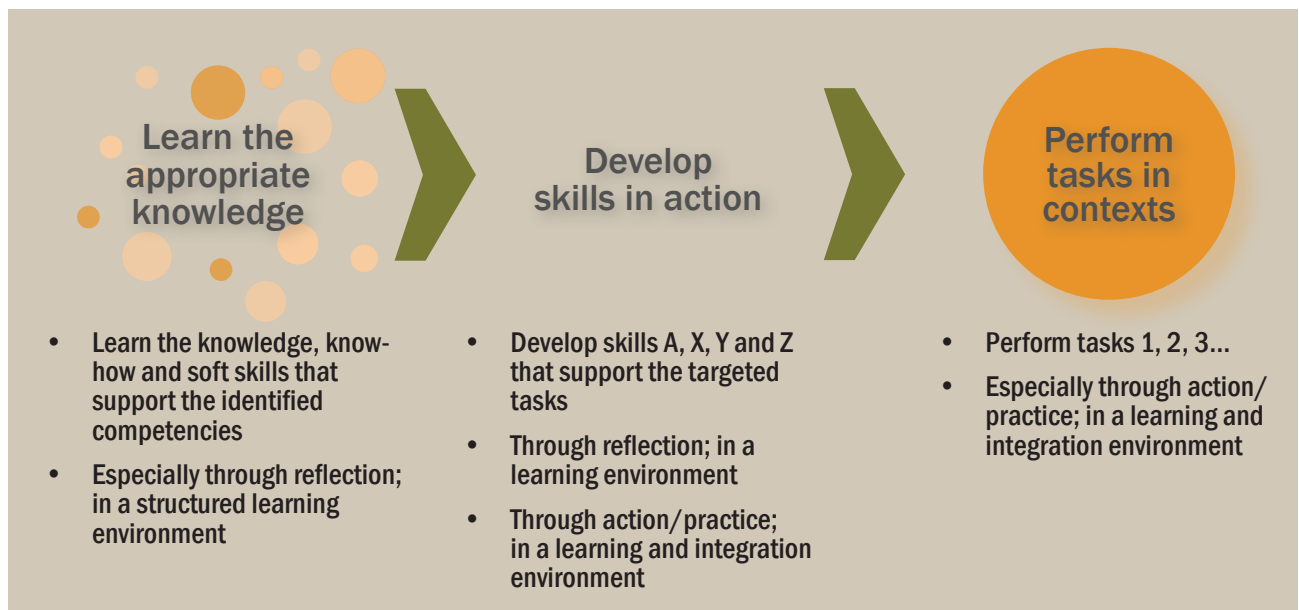 Learn the
appropriate
knowledge
Develop
skills in action
Perform
tasks in
contexts
• Learn the knowledge, know-
how and soft skills that
support the identified
competencies
• Especially through reflection;
in a structured learning
environment
• Develop skills A, X, Y and Z
that support the targeted
tasks
• Through reflection; in a
learning environment
• Through action/practice;
in a learning and integration
environment
• Perform tasks 1, 2, 3...
• Especially through action/
practice; in a learning and
integration environment